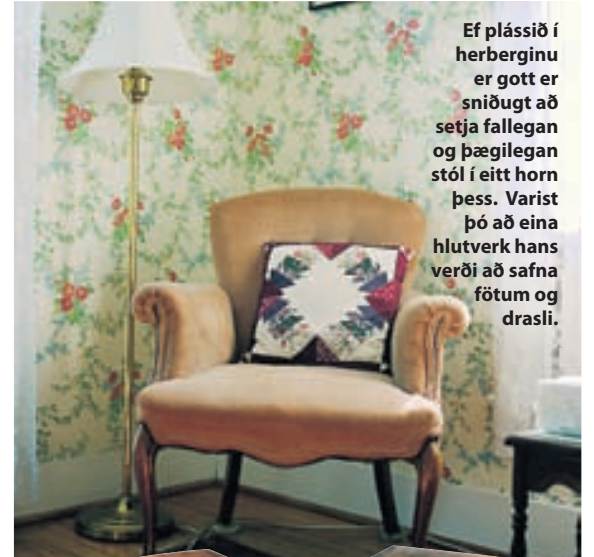 Ef plássið í
herberginu
er gott er
sniðugt að
setja fallegan
og þægilegan
stól í eitt horn
þess. Varist
þó að eina
hlutverk hans
verði að safna
fötum og
drasli.